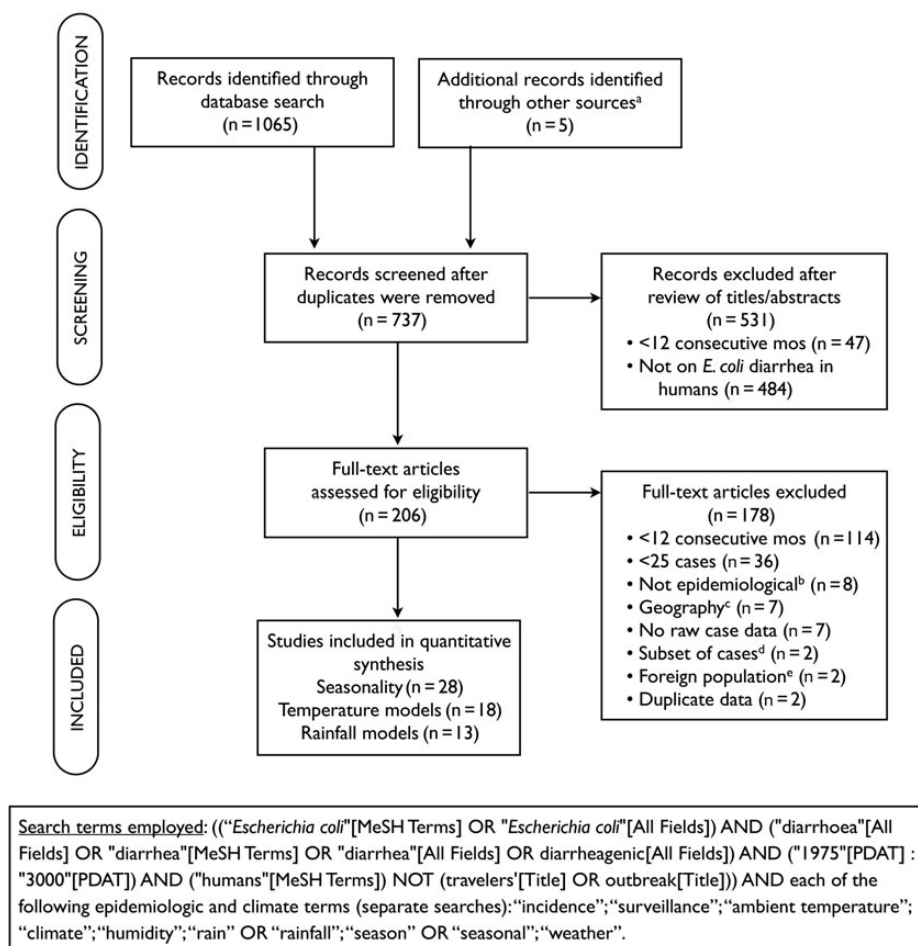 IDENTIFICATION
Records identified through
database search
(n=1065)
Additional records identified
through other sourcesᵃ
(n=5)
SCREENING
Records screened after
duplicates were removed
(n = 737)
Records excluded after
review of titles/abstracts
(n = 531)
• <12 consecutive mos (n = 47)
• Not on E. coli diarrhea in
humans (n = 484)
ELIGIBILITY
Full-text articles
assessed for eligibility
(n = 206)
Full-text articles excluded
(n = 178)
• <12 consecutive mos (n=114)
• <25 cases (n = 36)
• Not epidemiologicalᵇ (n=8)
• Geographyᶜ (n=7)
• No raw case data (n=7)
• Subset of casesᵈ (n=2)
• Foreign populationᵉ (n=2)
• Duplicate data (n=2)
INCLUDED
Studies included in quantitative
synthesis
Seasonality (n=28)
Temperature models (n=18)
Rainfall models (n=13)
Search terms employed: ((“Escherichia coli"[MeSH Terms] OR "Escherichia coli"[All Fields]) AND ("diarrhoea"[All
Fields] OR "diarrhea"[MeSH Terms] OR "diarrhea"[All Fields] OR diarrheagenic[All Fields]) AND ("1975"[PDAT] :
"3000"[PDAT]) AND ("humans"[MeSH Terms]) NOT (travelers'[Title] OR outbreak[Title])) AND each of the
following epidemiologic and climate terms (separate searches):“incidence”;“surveillance”;“ambient temperature”;
“climate”;“humidity”;“rain” OR “rainfall”;“season” OR “seasonal”;“weather”.